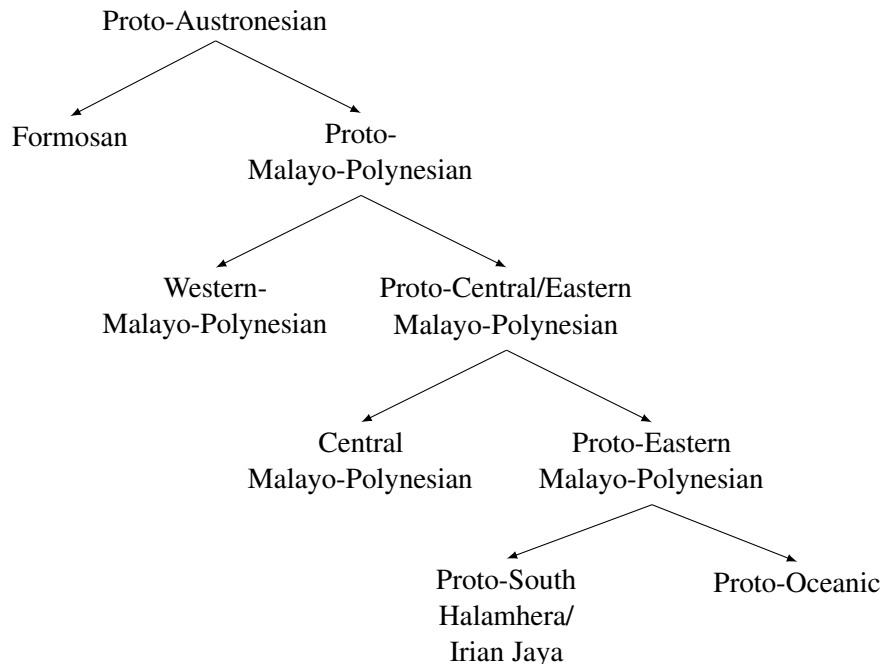 Proto-Austronesian
Formosan
Proto-
Malayo-Polynesian
Western-
Malayo-Polynesian
Proto-Central/Eastern
Malayo-Polynesian
Central
Malayo-Polynesian
Proto-Eastern
Malayo-Polynesian
Proto-South
Halamhera/
Irian Jaya
Proto-Oceanic